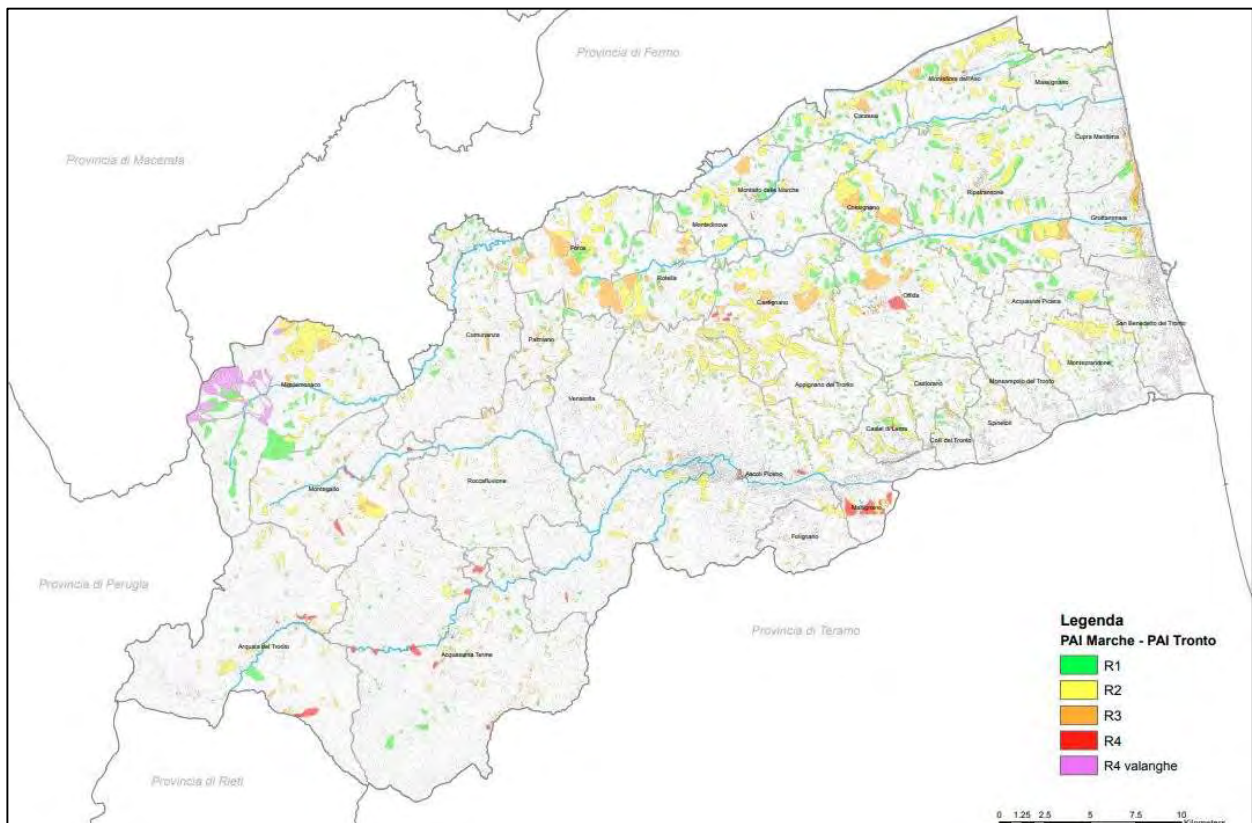 Provincia di Fermo
Provincia di Macerata
Montefiore dell'Aso
Massignano
Carassai
Cupra Marittima
Montalto delle Marche
Ripatransone
Cossignano
Grottammare
Montedinove
Force
Rotella
Castignano
Offida
Acquaviva Picena
San Benedetto del Tronto
Comunanza
Palmiano
Montemonaco
Monteprandone
Appignano del Tronto
Castorano
Monsampolo del Tronto
Venarotta
Castel di Lama
Colli del Tronto
Spinetoli
Ascoli Piceno
Roccafluvione
Montegallo
Maltignano
Folignano
Provincia di Perugia
Provincia di Teramo
Arquata del Tronto
Acquasanta Terme
Provincia di Rieti
Legenda
PAI Marche - PAI Tronto
R1
R2
R3
R4
R4 valanghe
0 1.25 2.5 5 7.5 10
Kilometers